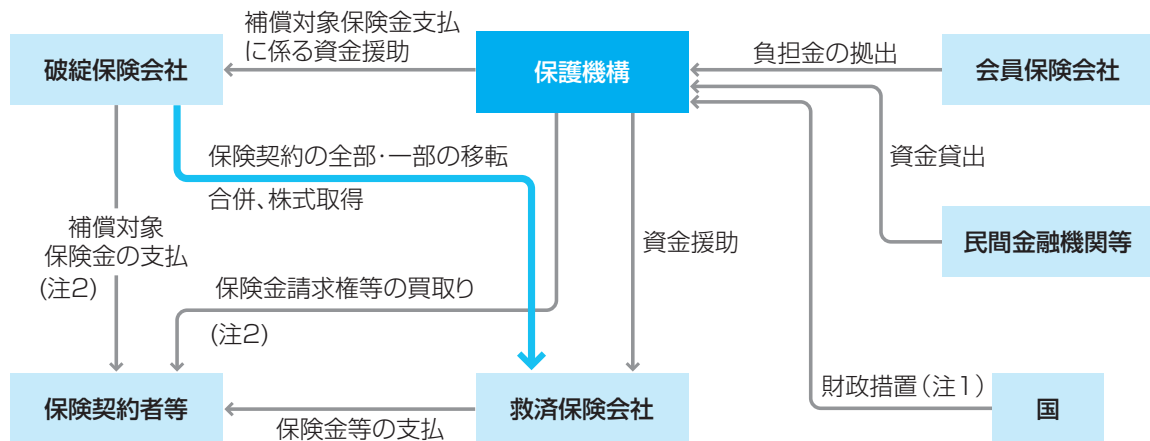 補償対象保険金支払
に係る資金援助
破綻保険会社
保護機構
負担金の拠出
会員保険会社
保険契約の全部・一部の移転
合併、株式取得
資金貸出
補償対象
保険金の支払
(注2)
資金援助
民間金融機関等
保険金請求権等の買取り
(注2)
保険契約者等
保険金等の支払
救済保険会社
財政措置(注1)
国